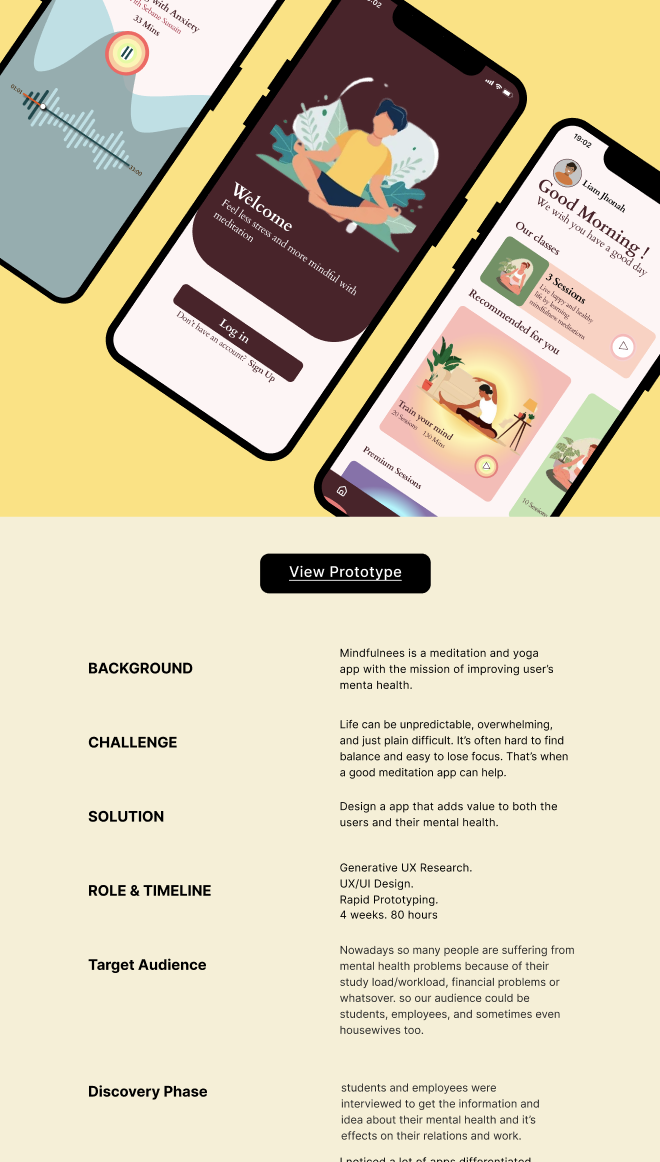 with Anxiety
Sebane Susain
33 Mins
01:01
-31:00
Welcome
Feel less stress and more mindful with
meditation
Log in
Don't have an account? Sign Up
19:02
Liam Jhonah
Good Morning !
We wish you have a good day
Our classes
3 Sessions
Live happy and healthy
life by learning
mindfulness meditation
Recommended for you
Train your mind
20 Sessions 130 Mins
10 Session
Premium Sessions
View Prototype
BACKGROUND
Mindfulnees is a meditation and yoga
app with the mission of improving user's
menta health.
CHALLENGE
Life can be unpredictable, overwhelming,
and just plain difficult. It's often hard to find
balance and easy to lose focus. That's when
a good meditation app can help.
SOLUTION
Design a app that adds value to both the
users and their mental health.
ROLE & TIMELINE
Generative UX Research.
UX/UI Design.
Rapid Prototyping.
4 weeks. 80 hours
Target Audience
Nowadays so many people are suffering from
mental health problems because of their
study load/workload, financial problems or
whatsover. so our audience could be
students, employees, and sometimes even
housewives too.
Discovery Phase
students and employees were
interviewed to get the information and
idea about their mental health and it's
effects on their relations and work.
I noticed a lot of apps differentiated